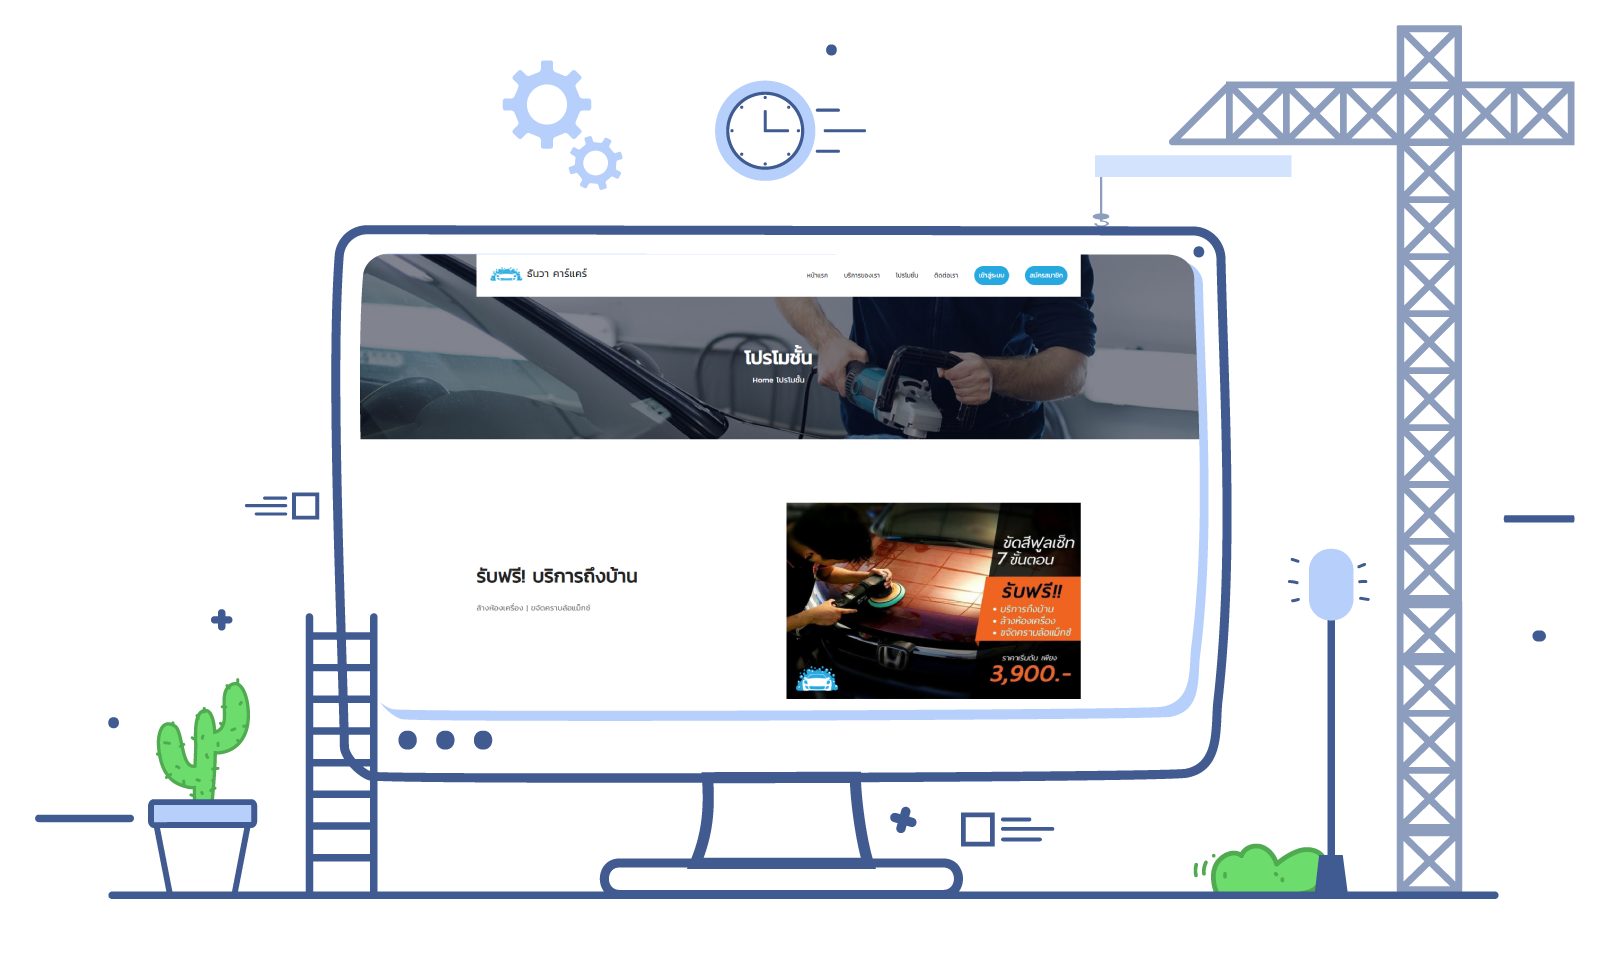 ธันวา คาร์แคร์
หน้าแรก บริการของเรา โปรโมชั่น ติดต่อเรา เข้าสู่ระบบ สมัครสมาชิก
โปรโมชั่น
Home โปรโมชั่น
รับฟรี! บริการถึงบ้าน
ล้างห้องเครื่อง | ขจัดคราบล้อแม็กซ์
ขัดสีฟูลเซ็ท
7 ขั้นตอน
รับฟรี!!
• บริการถึงบ้าน
• ล้างห้องเครื่อง
• ขจัดคราบล้อแม็กซ์
ราคาเริ่มต้น เพียง
3,900.-